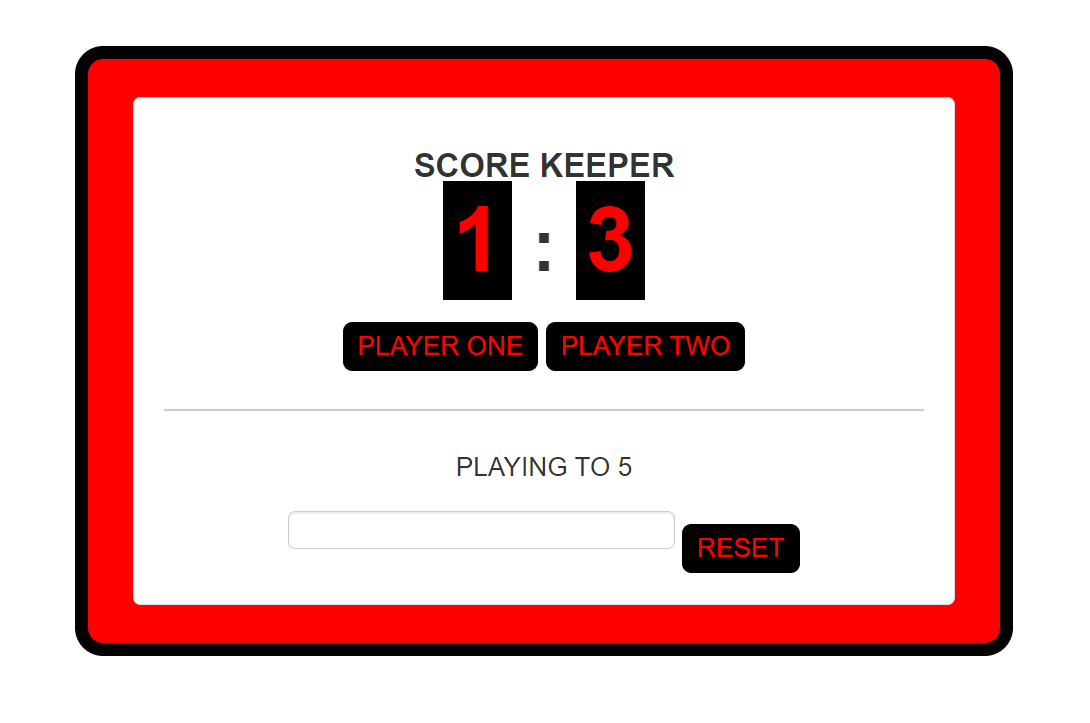 SCORE KEEPER
1 : 3
PLAYER ONE PLAYER TWO
PLAYING TO 5
RESET